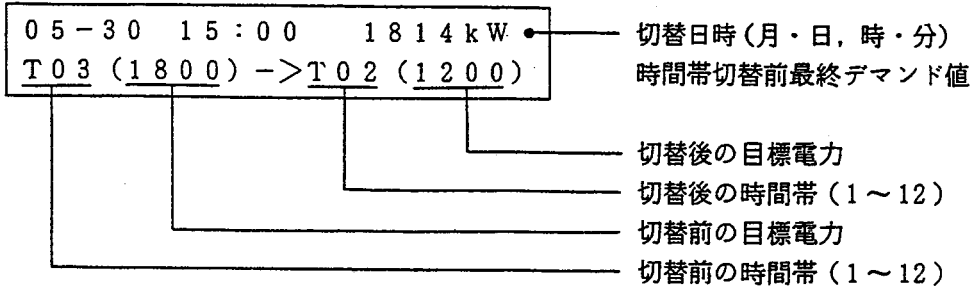 05-30 15:00 1814kW
T03 (1800) ->T02 (1200)
切替日時(月・日,時・分)
時間帯切替前最終デマンド値
切替後の目標電力
切替後の時間帯(1～12)
切替前の目標電力
切替前の時間帯(1～12)